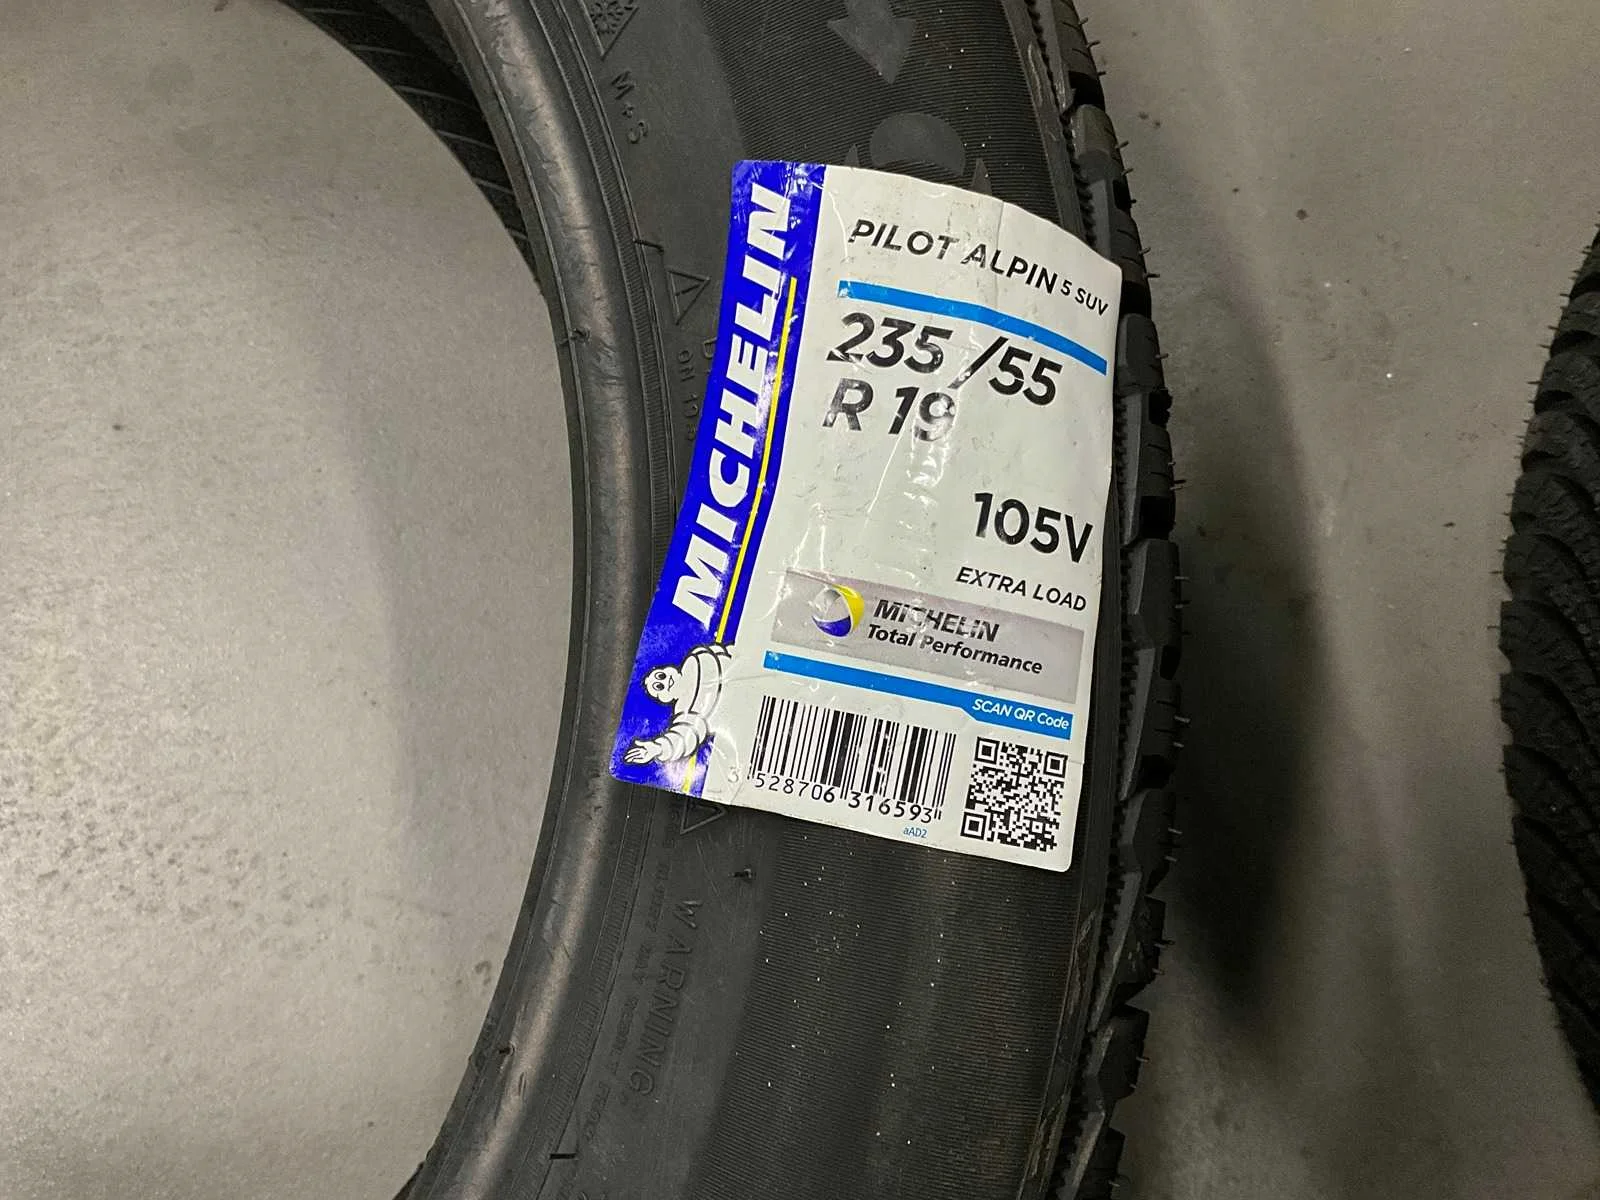 M+S
MICHELIN
PILOT ALPIN 5 SUV
235 /55
R 19
105V
EXTRA LOAD
MICHELIN
Total Performance
SCAN QR Code
3 528706 316593
aAD2
WARNING